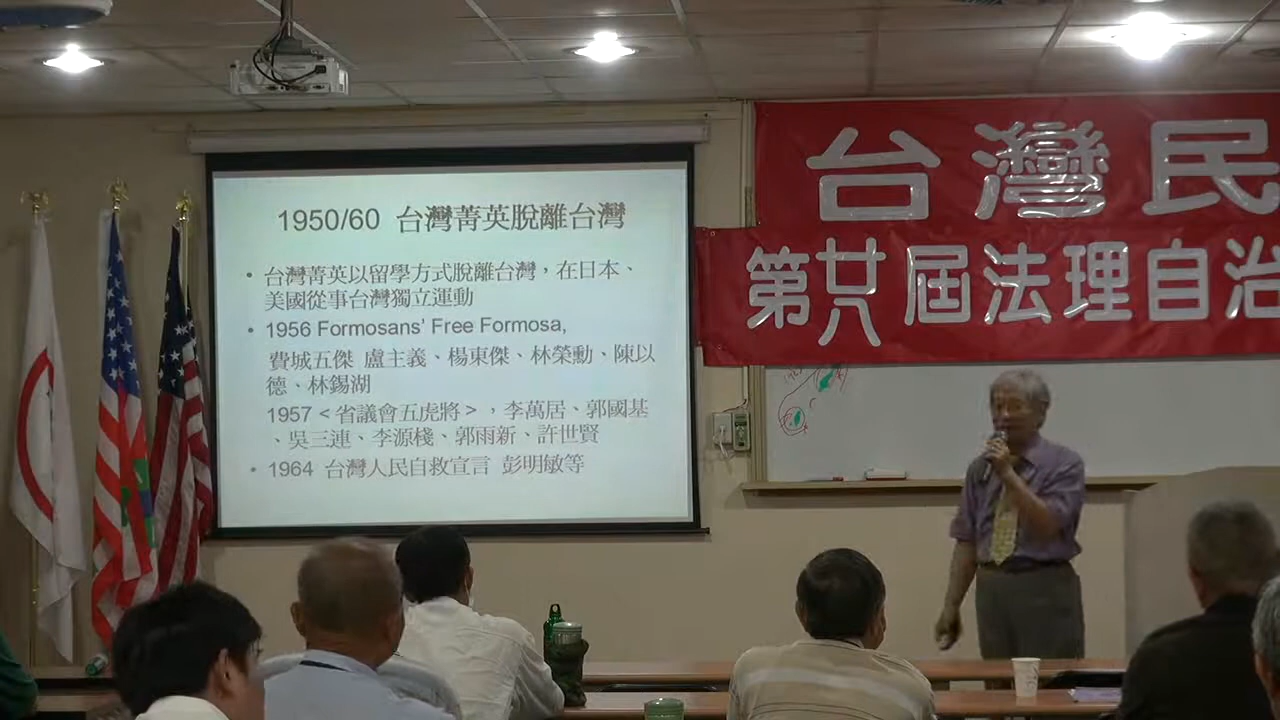 1950/60 台灣菁英脫離台灣
• 台灣菁英以留學方式脫離台灣，在日本、
美國從事台灣獨立運動
• 1956 Formosans' Free Formosa,
費城五傑 盧主義、楊東傑、林榮勳、陳以
德、林錫湖
1957 < 省議會五虎將 > ，李萬居、郭國基
、吳三連、李源棧、郭雨新、許世賢
• 1964 台灣人民自救宣言 彭明敏等
台灣民
第廿八屆法理自治